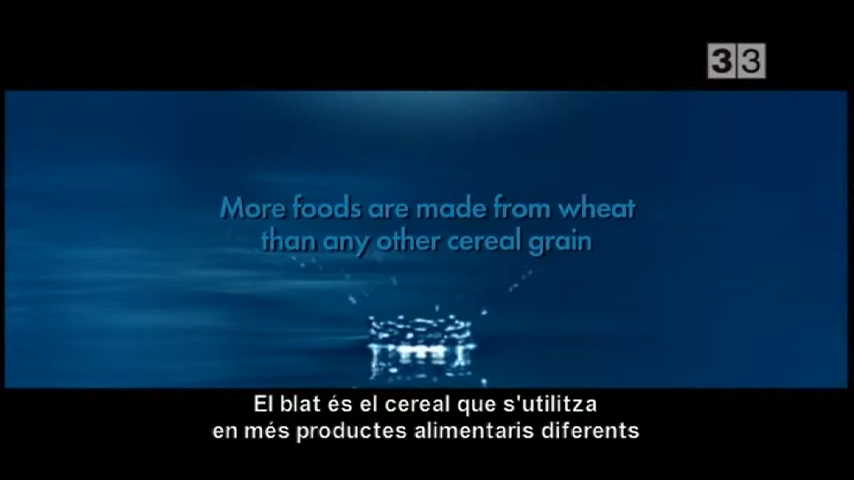 33
More foods are made from wheat
than any other cereal grain
El blat és el cereal que s'utilitza
en més productes alimentaris diferents